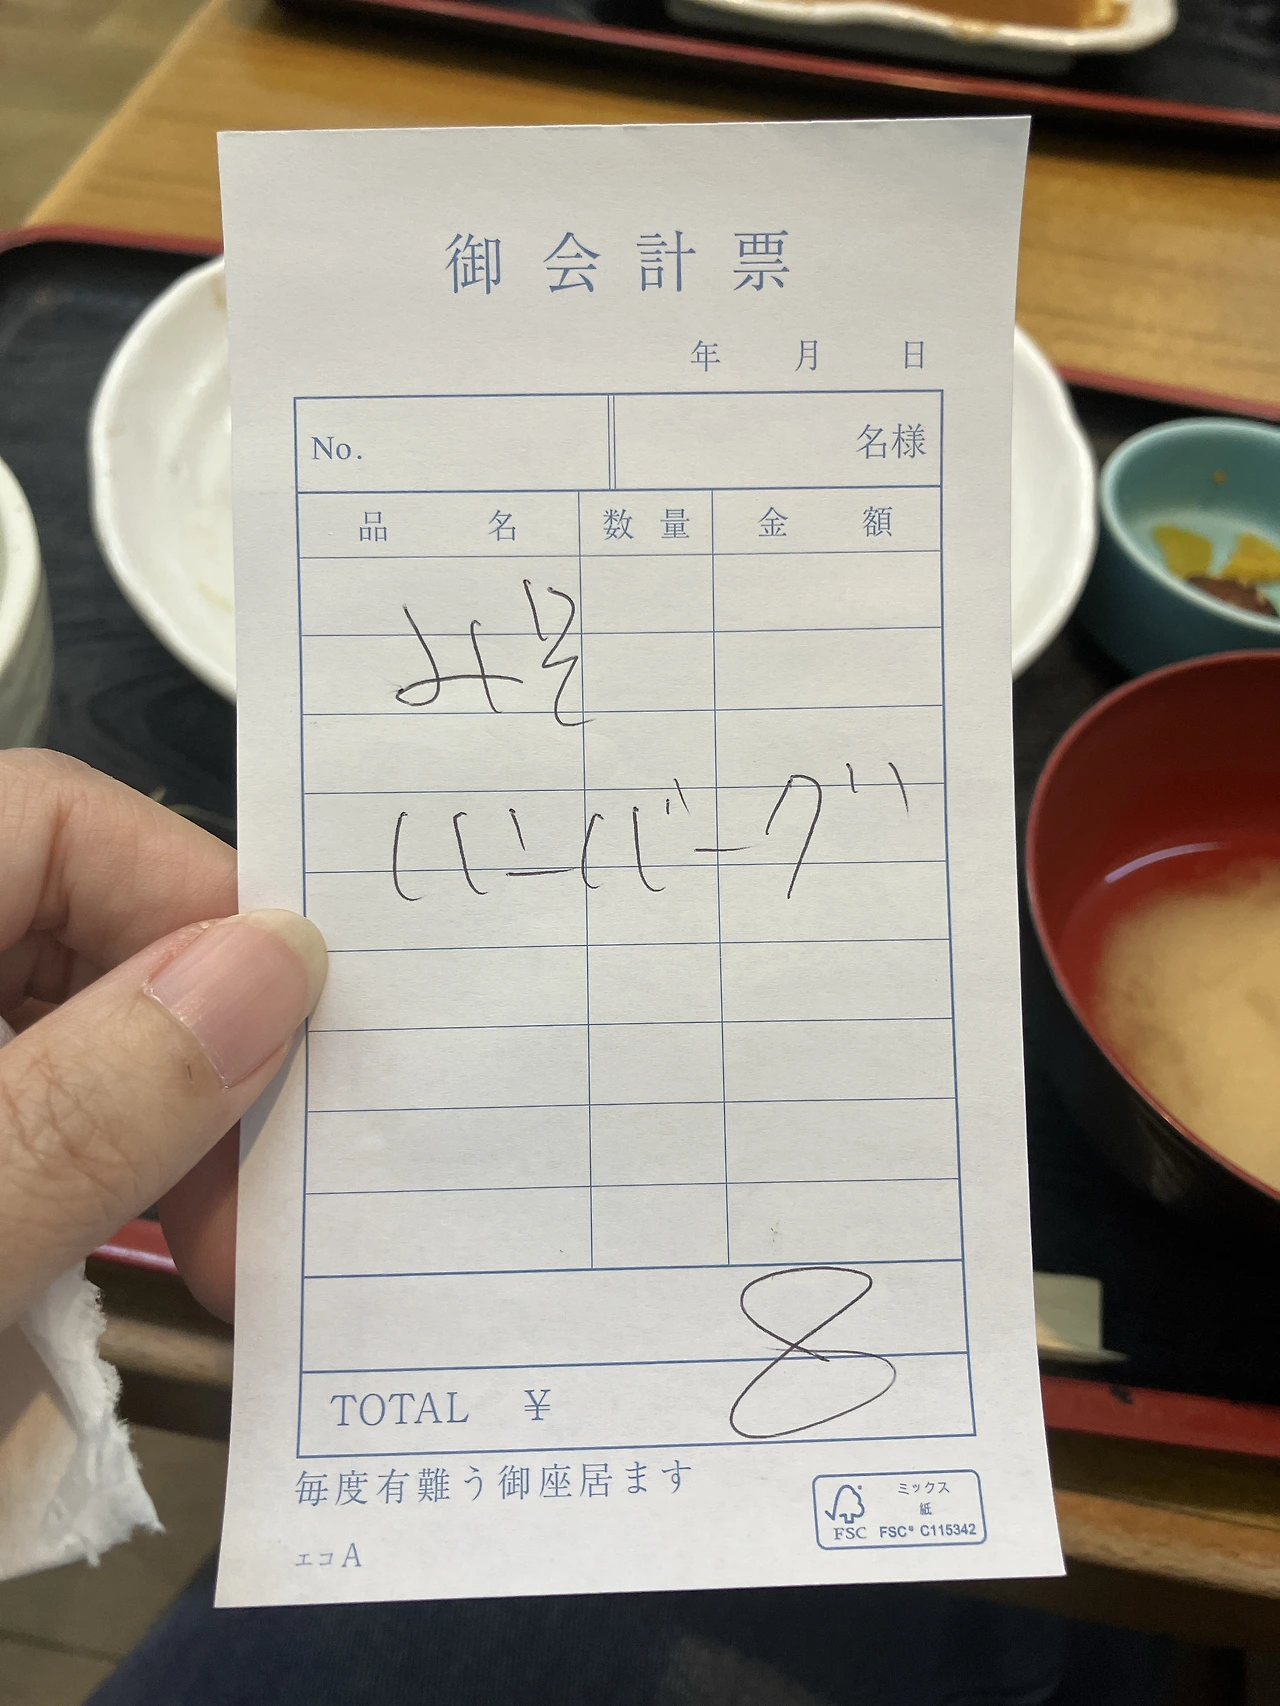 御会計票
年 月 日
No. 名様
品名 数量 金額
みそ
ハンバーグ
8
TOTAL ¥
毎度有難う御座居ます
エコA
ミックス
紙
FSC FSC® C115342